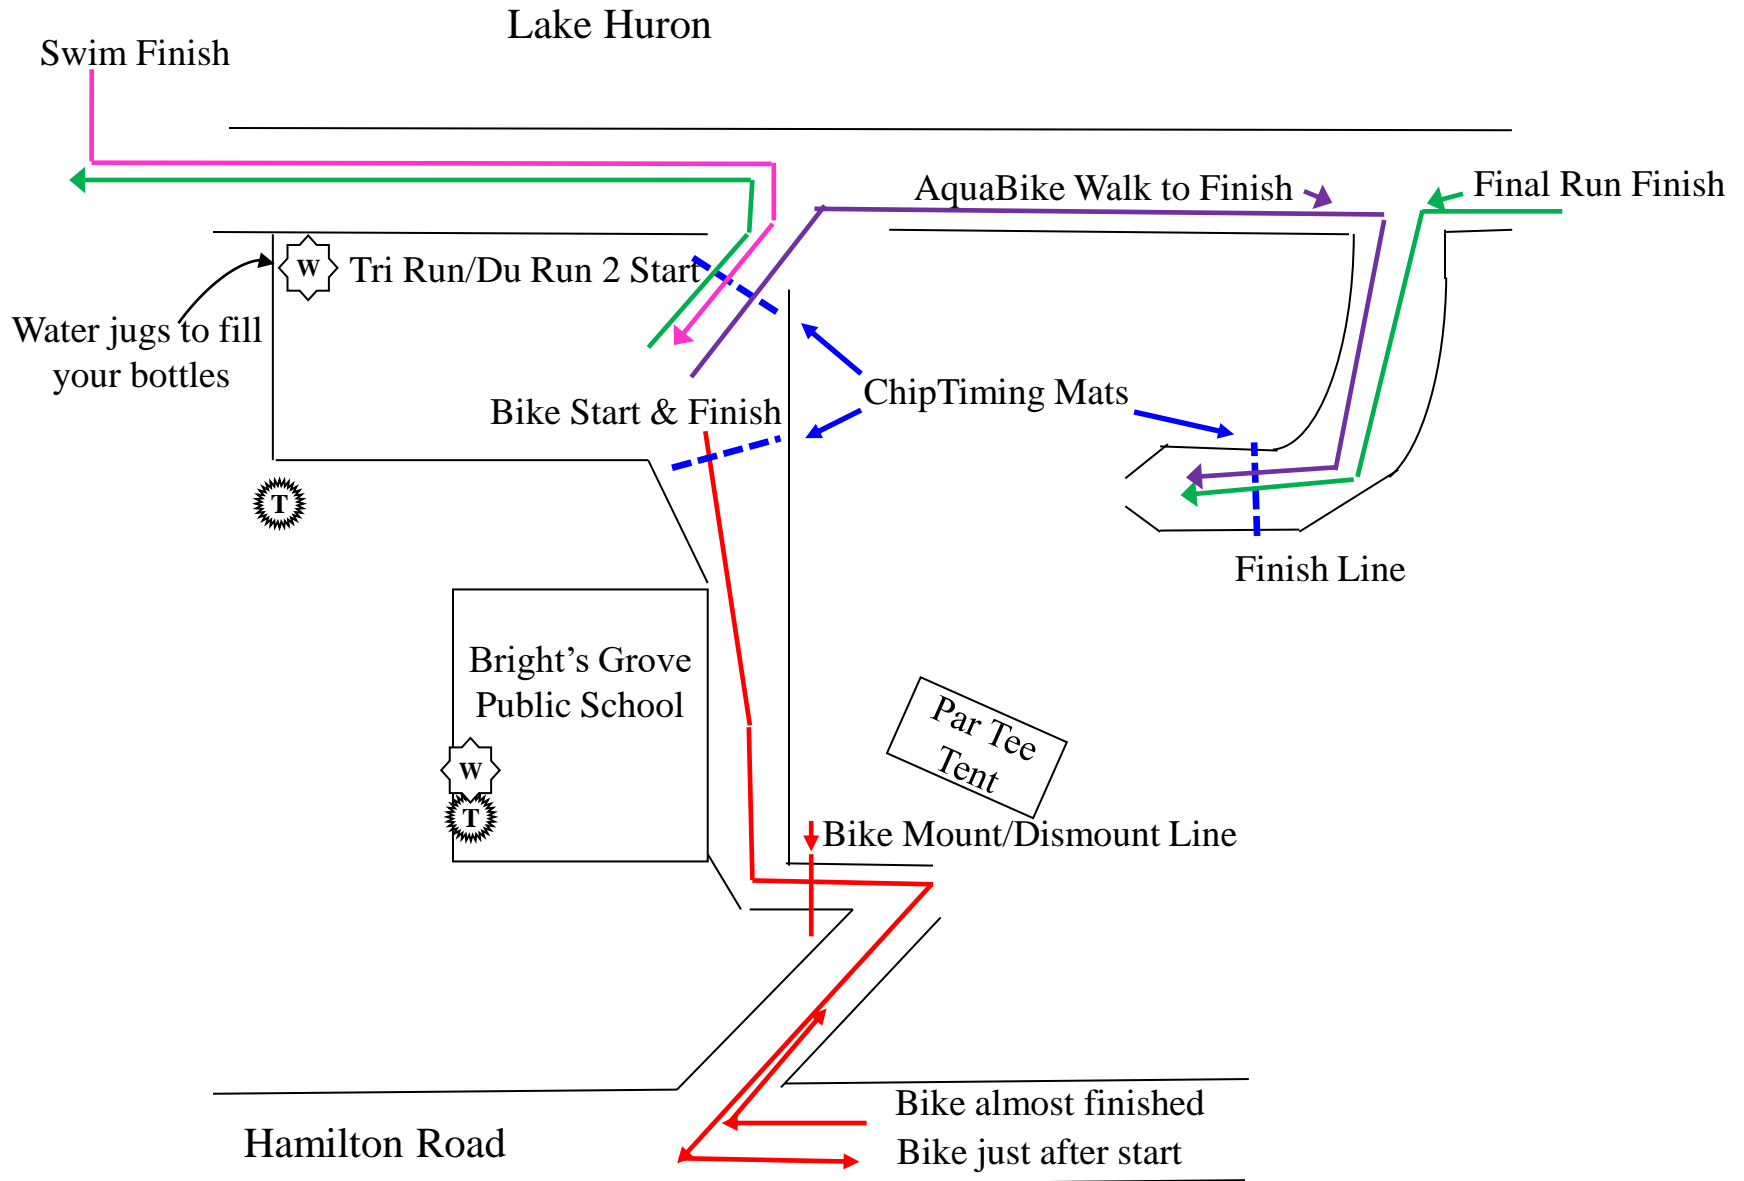 Lake Huron
Swim Finish
AquaBike Walk to Finish
Final Run Finish
W
Tri Run/Du Run 2 Start
Water jugs to fill
your bottles
ChipTiming Mats
Bike Start & Finish
T
Finish Line
Bright’s Grove
Public School
Par Tee
Tent
W
T
Bike Mount/Dismount Line
Bike almost finished
Hamilton Road
Bike just after start